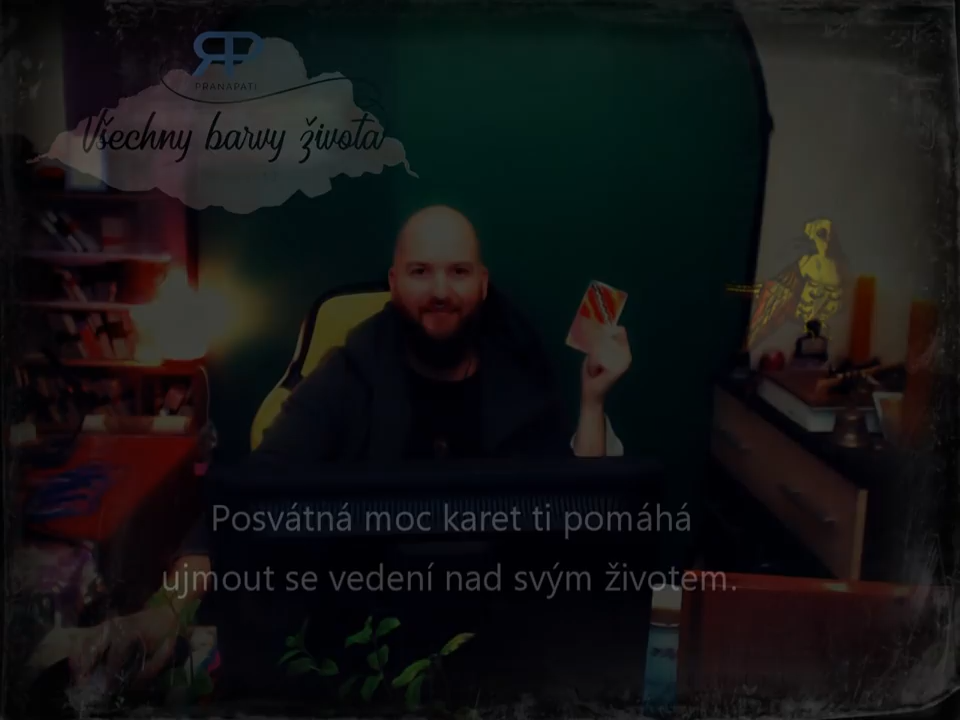 PRANAPATI
Všechny barvy života
Posvátná moc karet ti pomáhá
ujmout se vedení nad svým životem.